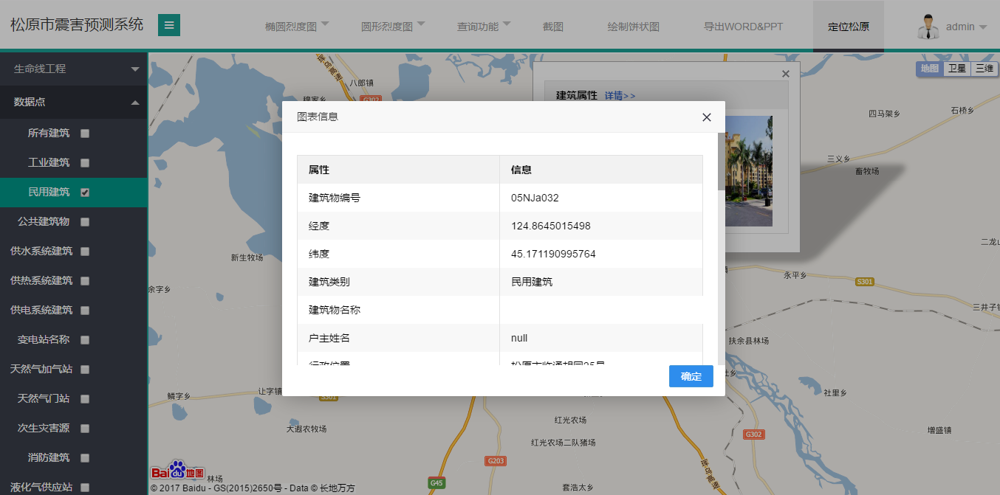 松原市震害预测系统
椭圆烈度图
圆形烈度图
查询功能
截图
绘制饼状图
导出WORD&PPT
定位松原
admin
生命线工程
数据点
所有建筑
工业建筑
民用建筑
公共建筑物
供水系统建筑
供热系统建筑
供电系统建筑
变电站名称
天然气加气站
天然气门站
次生灾害源
消防建筑
液化气供应站
地图 卫星 三维
建筑属性 详情>>
图表信息
属性 信息
建筑物编号 05NJa032
经度 124.8645015498
纬度 45.171190995764
建筑类别 民用建筑
建筑物名称
户主姓名 null
行政位置 松原市临通胡同25号
确定
珲乌高速
八郎镇
穆家乡
G302
四马架乡
石桥乡
三义乡
畜牧场
新生牧场
余字乡
二龙山
永平乡
S301
三井子镇
扶余县林场
社乡
社里乡
让字镇
S301
鳞字乡
大遐农牧场
红光农场
红光农场二队猪场
G302
增盛镇
G203
珲乌高速
林场
G45
套浩太乡
Bai du 地图
© 2017 Baidu - GS(2015)2650号 - Data © 长地万方